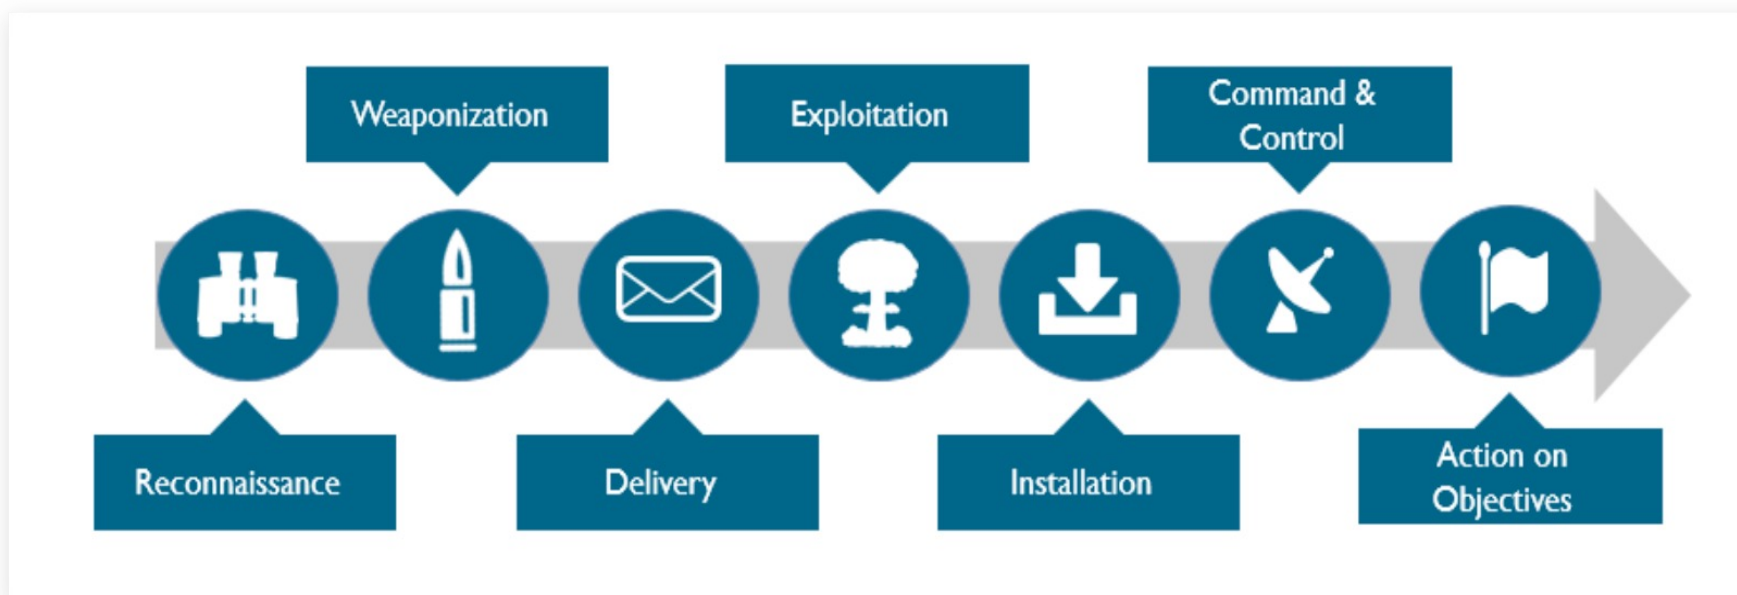 Reconnaissance
Weaponization
Delivery
Exploitation
Installation
Command &
Control
Action on
Objectives